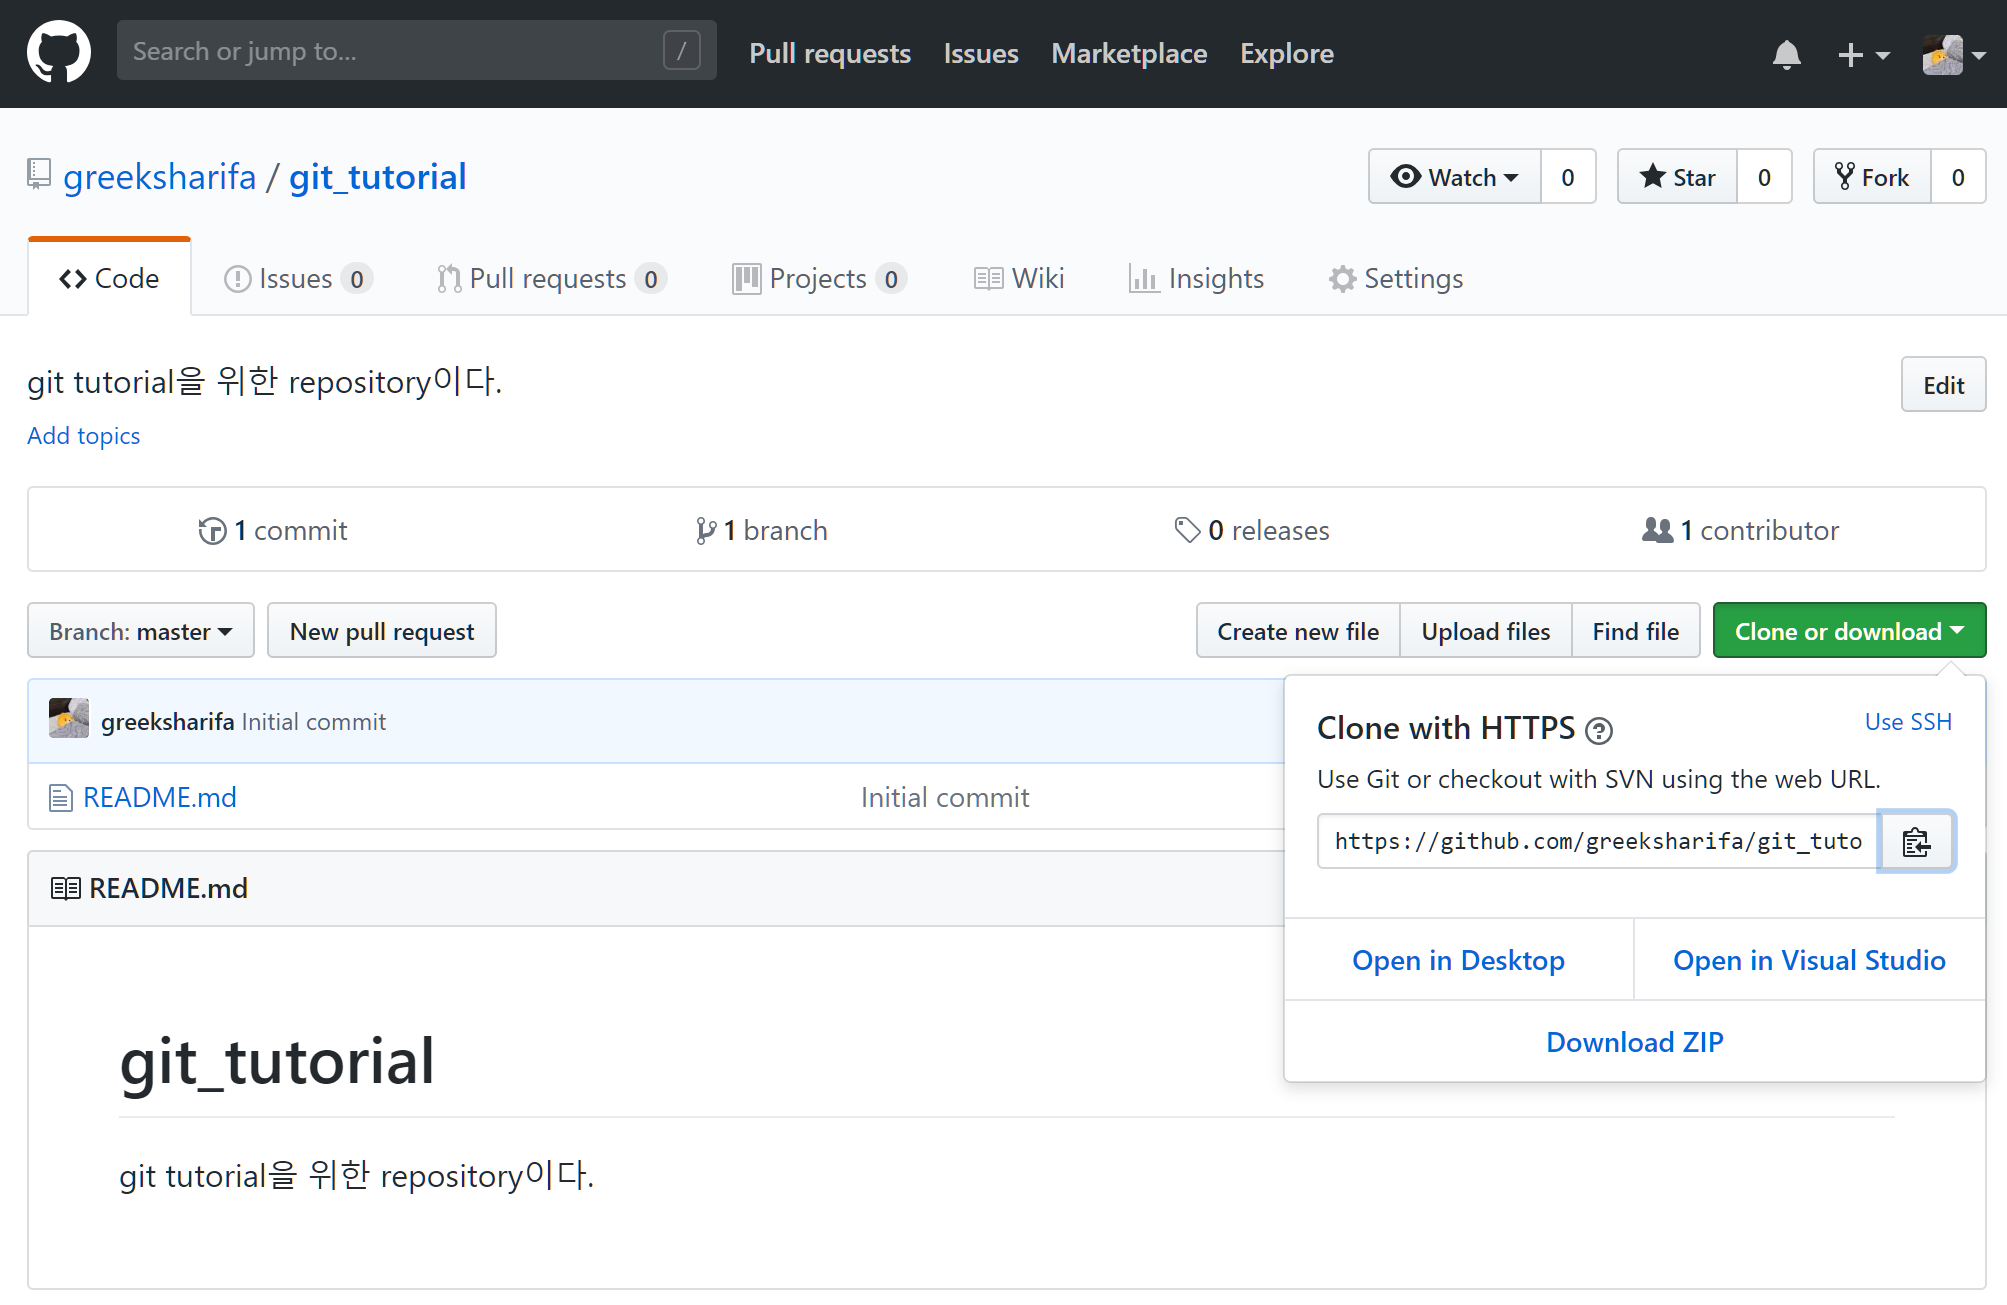 Search or jump to... /
Pull requests Issues Marketplace Explore
greeksharifa / git_tutorial
Watch 0 Star 0 Fork 0
Code Issues 0 Pull requests 0 Projects 0 Wiki Insights Settings
git tutorial을 위한 repository이다.
Edit
Add topics
1 commit 1 branch 0 releases 1 contributor
Branch: master New pull request Create new file Upload files Find file Clone or download
greeksharifa Initial commit
README.md Initial commit
Clone with HTTPS ?
Use SSH
Use Git or checkout with SVN using the web URL.
https://github.com/greeksharifa/git_tuto
Open in Desktop Open in Visual Studio
Download ZIP
README.md
git_tutorial
git tutorial을 위한 repository이다.